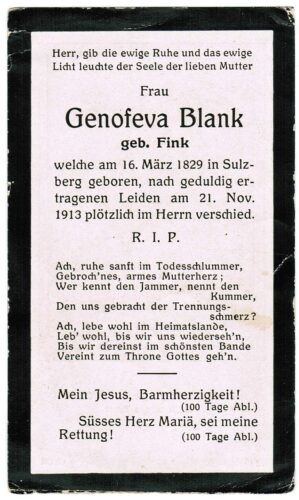 Herr, gib die ewige Ruhe und das ewige
Licht leuchte der Seele der lieben Mutter
Frau
Genofeva Blank
geb. Fink
welche am 16. März 1829 in Sulz-
berg geboren, nach geduldig er-
tragenen Leiden am 21. Nov.
1913 plötzlich im Herrn verschied.
R. I. P.
Ach, ruhe sanft im Todesschlummer,
Gebroch'nes, armes Mutterherz;
Wer kennt den Jammer, nennt den
Kummer,
Den uns gebracht der Trennungs-
schmerz?
Ach, lebe wohl im Heimatslande,
Leb' wohl, bis wir uns wiederseh'n,
Bis wir dereinst im schönsten Bande
Vereint zum Throne Gottes geh'n.
Mein Jesus, Barmherzigkeit!
(100 Tage Abl.)
Süsses Herz Mariä, sei meine
Rettung! (100 Tage Abl.)